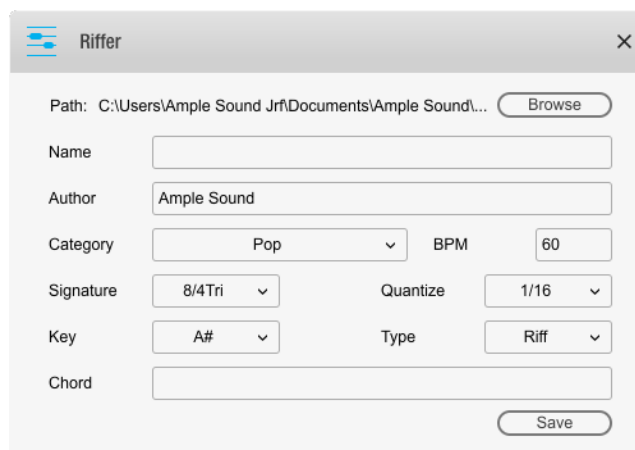 Riffer
Path: C:\Users\Ample Sound Jrf\Documents\Ample Sound\... Browse
Name
Author Ample Sound
Category Pop BPM 60
Signature 8/4Tri Quantize 1/16
Key A# Type Riff
Chord
Save